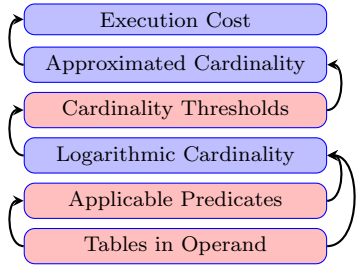 Execution Cost
Approximated Cardinality
Cardinality Thresholds
Logarithmic Cardinality
Applicable Predicates
Tables in Operand